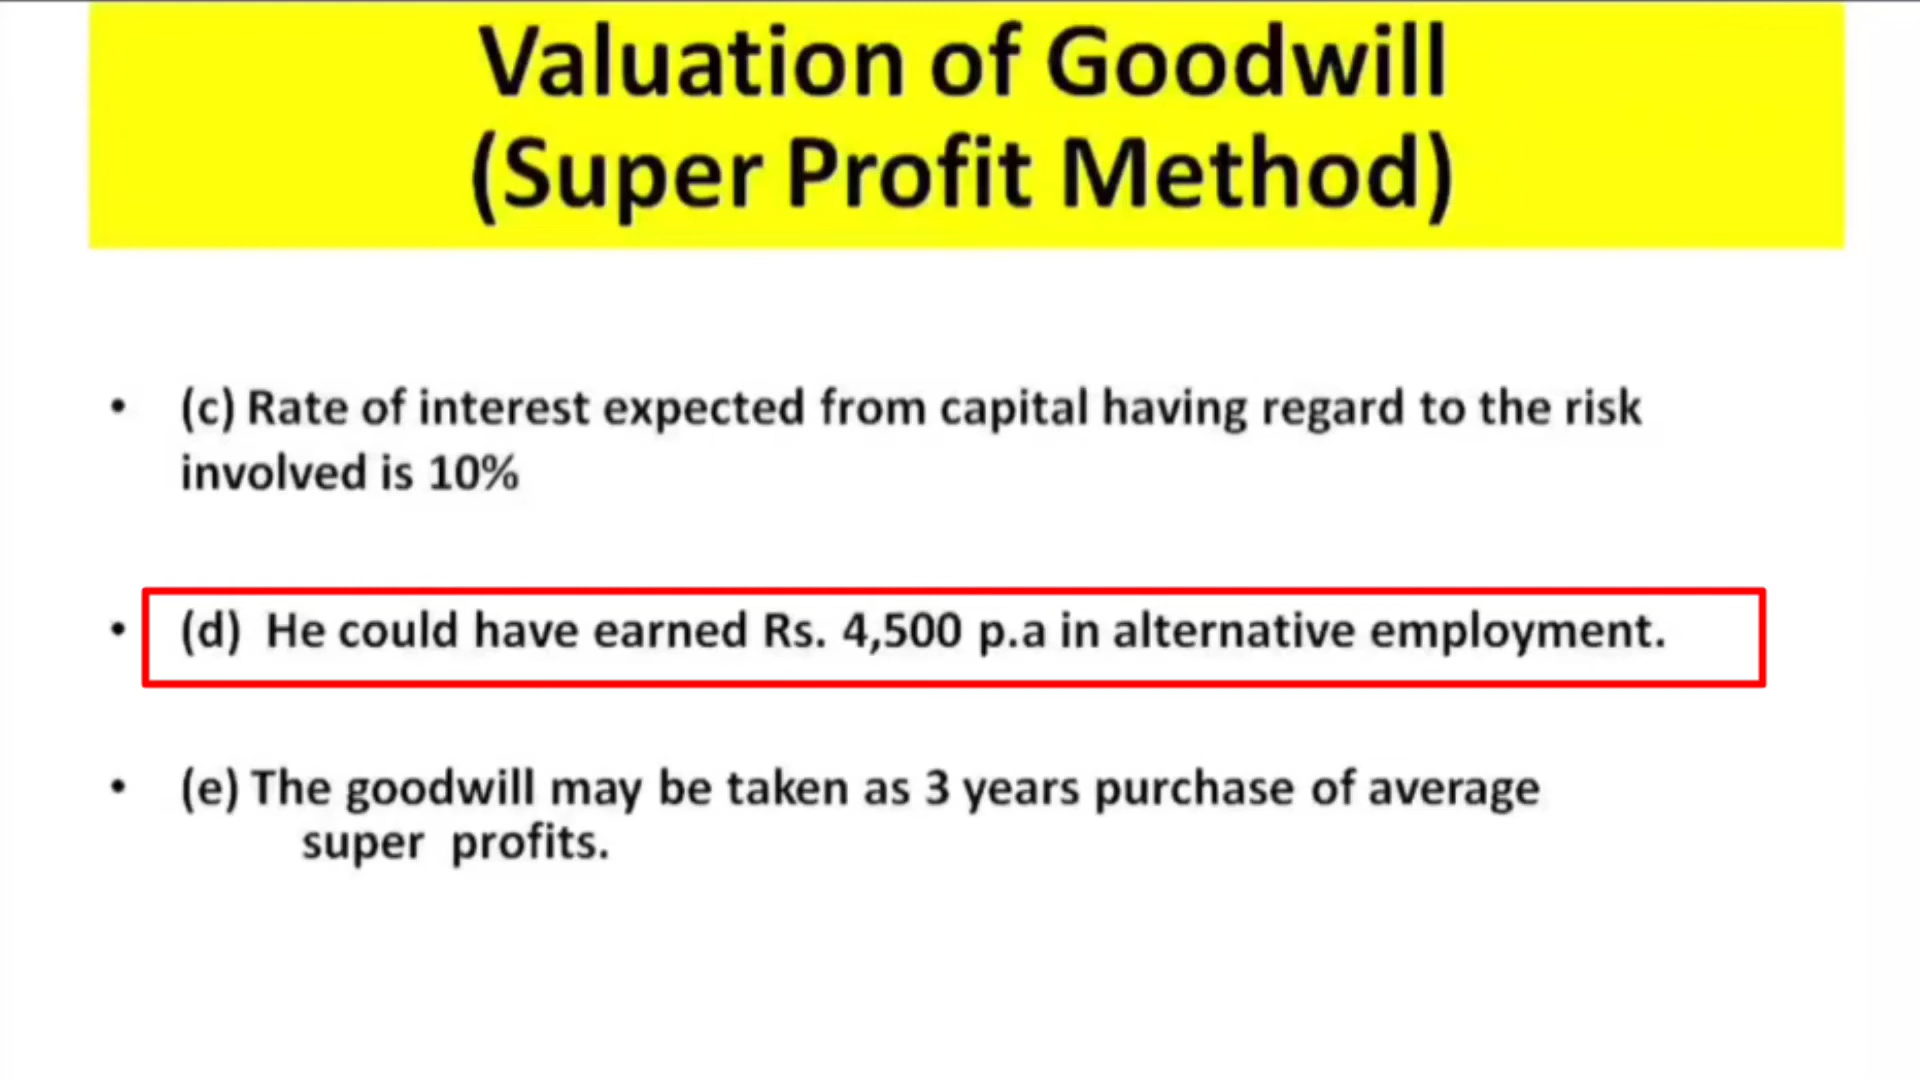 Valuation of Goodwill
(Super Profit Method)
• (c) Rate of interest expected from capital having regard to the risk
involved is 10%
• (d) He could have earned Rs. 4,500 p.a in alternative employment.
• (e) The goodwill may be taken as 3 years purchase of average
super profits.